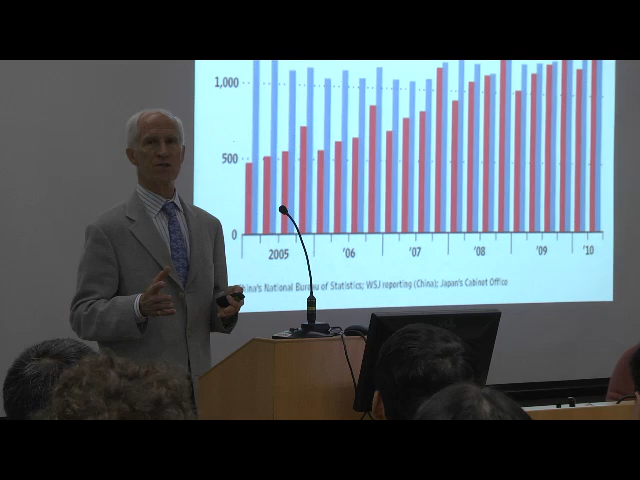 1,000
500
0
2005 '06 '07 '08 '09 '10
China's National Bureau of Statistics; WSJ reporting (China); Japan's Cabinet Office